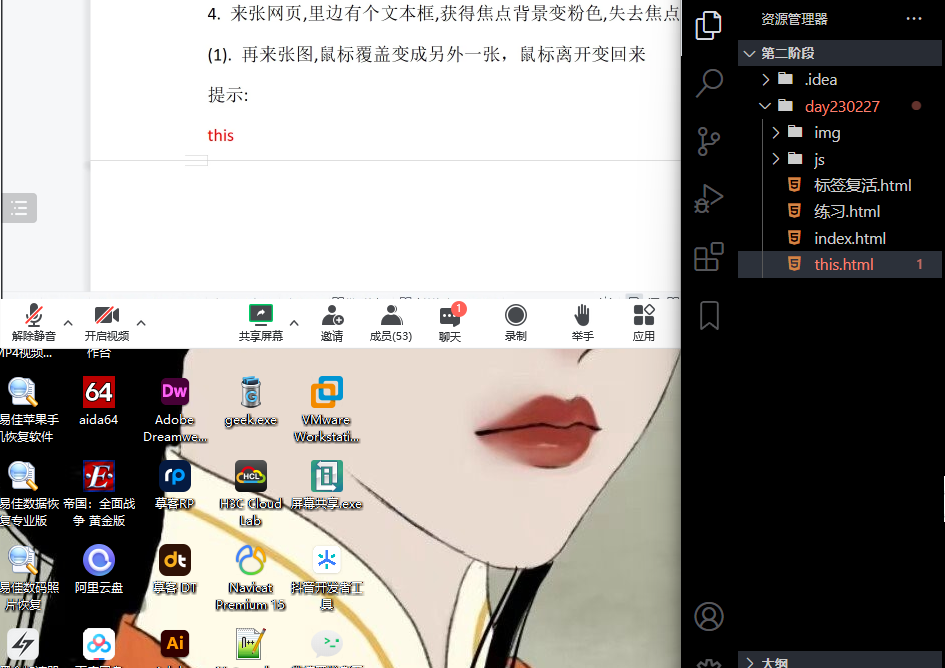 4. 来张网页,里边有个文本框,获得焦点背景变粉色,失去焦点
(1). 再来张图,鼠标覆盖变成另外一张，鼠标离开变回来
提示:
this
解除静音
开启视频
共享屏幕
邀请
成员(53)
1
聊天
录制
举手
应用
MP4视频...
作台
易佳苹果手
机恢复软件
64
aida64
Dw
Adobe
Dreamwe...
geek.exe
VMware
Workstati...
易佳数据恢
复专业版
帝国：全面战
争 黄金版
rp
摹客RP
HCL
H3C Cloud
Lab
屏幕共享.exe
易佳数码照
片恢复
阿里云盘
dt
摹客 DT
Navicat
Premium 15
抖音开发者工
具
Ai
资源管理器
第二阶段
.idea
day230227
img
js
标签复活.html
练习.html
index.html
this.html
1
大纲